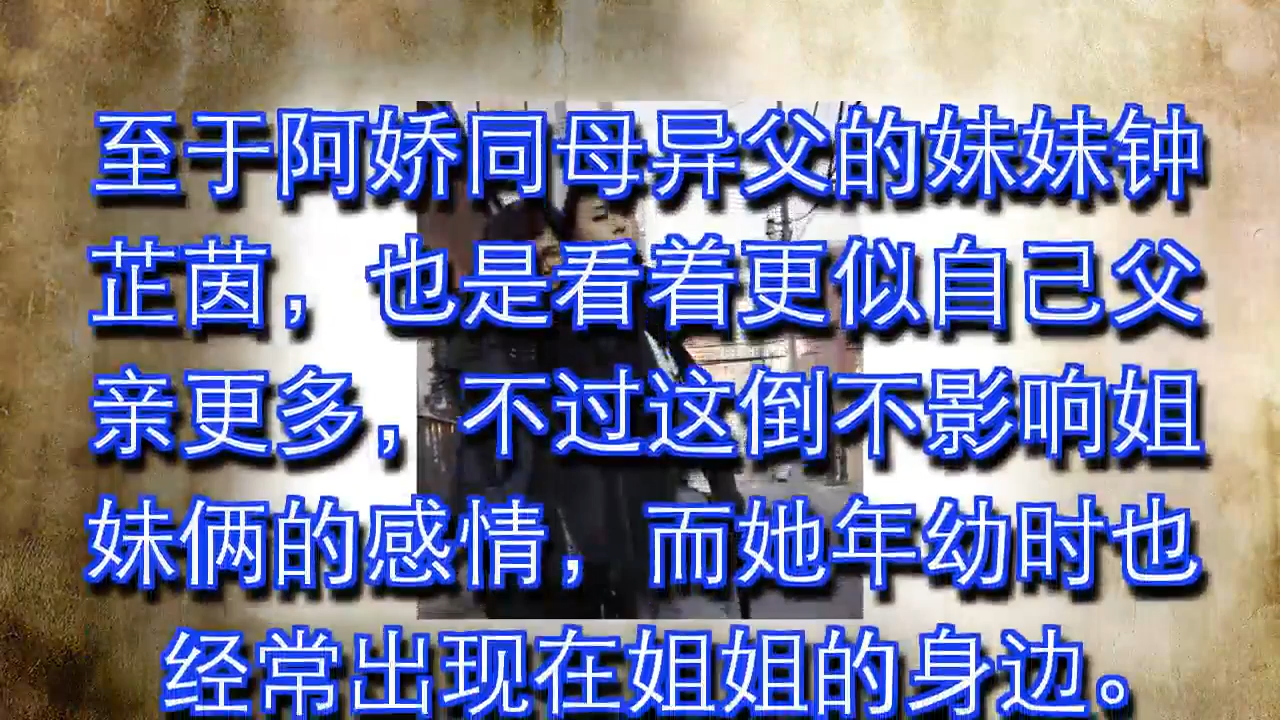 至于阿娇同母异父的妹妹钟
芷茵，也是看着更似自己父
亲更多，不过这倒不影响姐
妹俩的感情，而她年幼时也
经常出现在姐姐的身边。